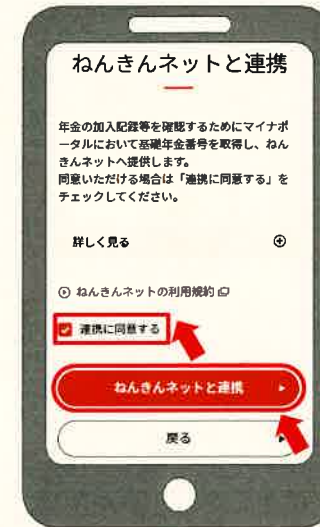 ねんきんネットと連携
年金の加入記録等を確認するためにマイナポ
ータルにおいて基礎年金番号を取得し、ねん
きんネットへ提供します。
同意いただける場合は「連携に同意する」を
チェックしてください。
詳しく見る
ねんきんネットの利用規約
連携に同意する
ねんきんネットと連携
戻る